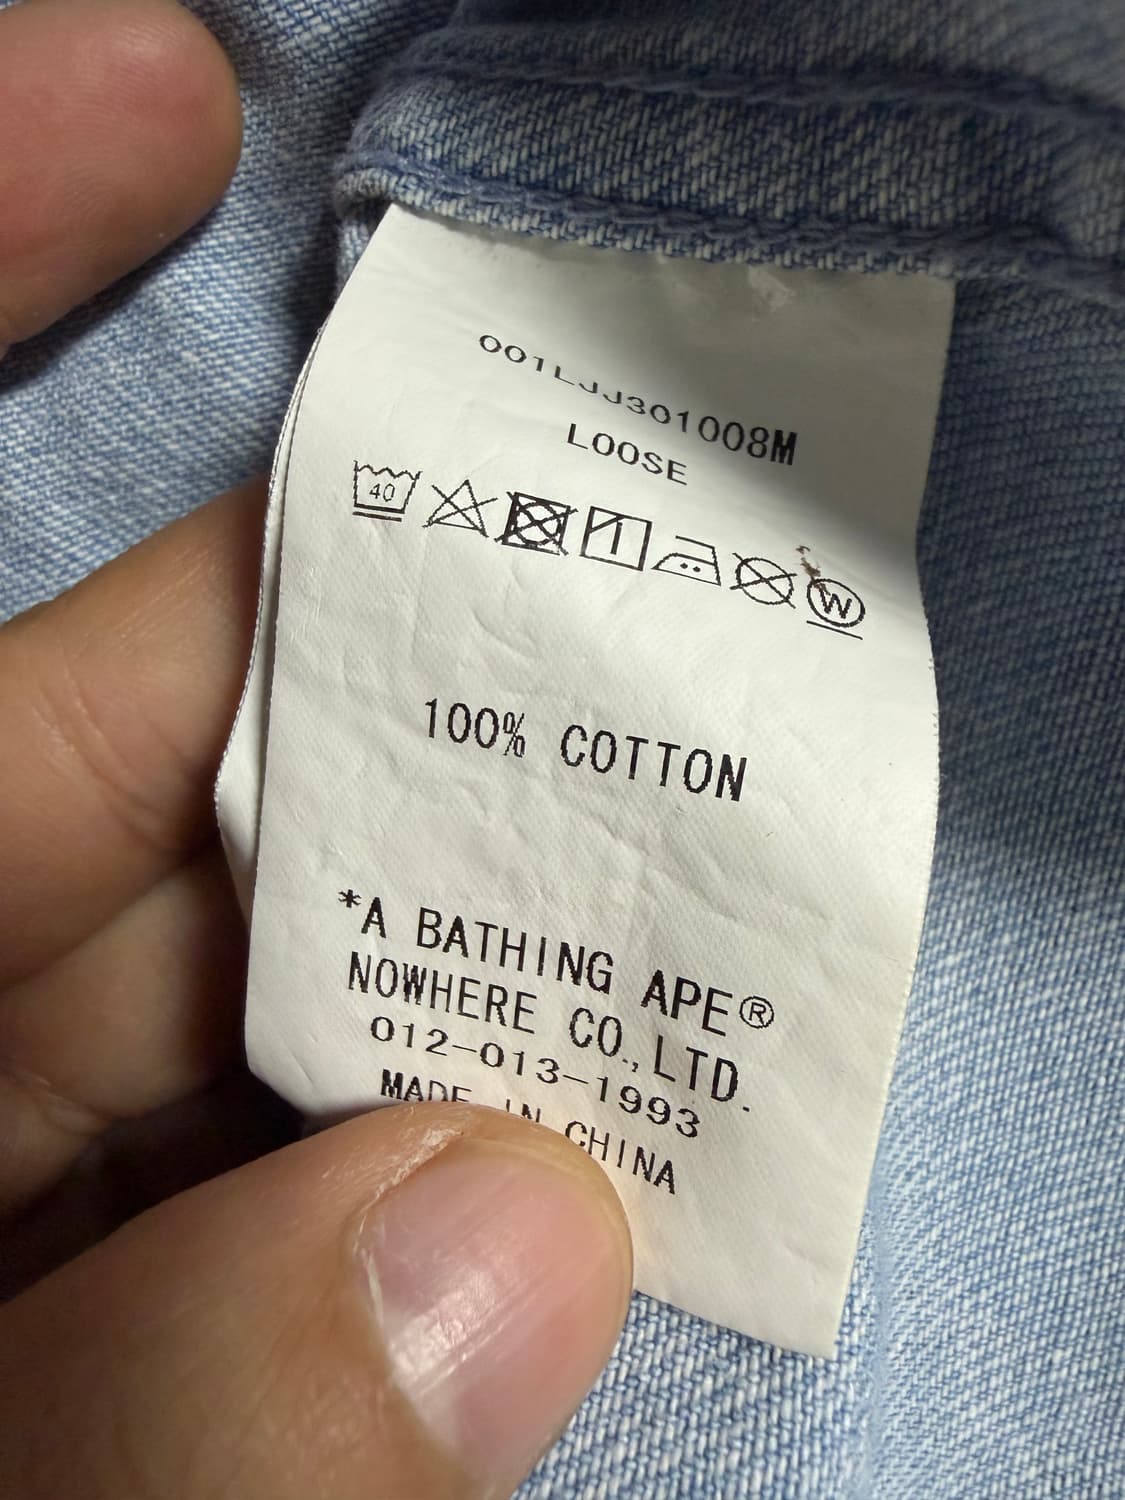 001LJJ301008M
LOOSE
40
W
100% COTTON
*A BATHING APE®
NOWHERE CO.,LTD.
012-013-1993
MADE IN CHINA